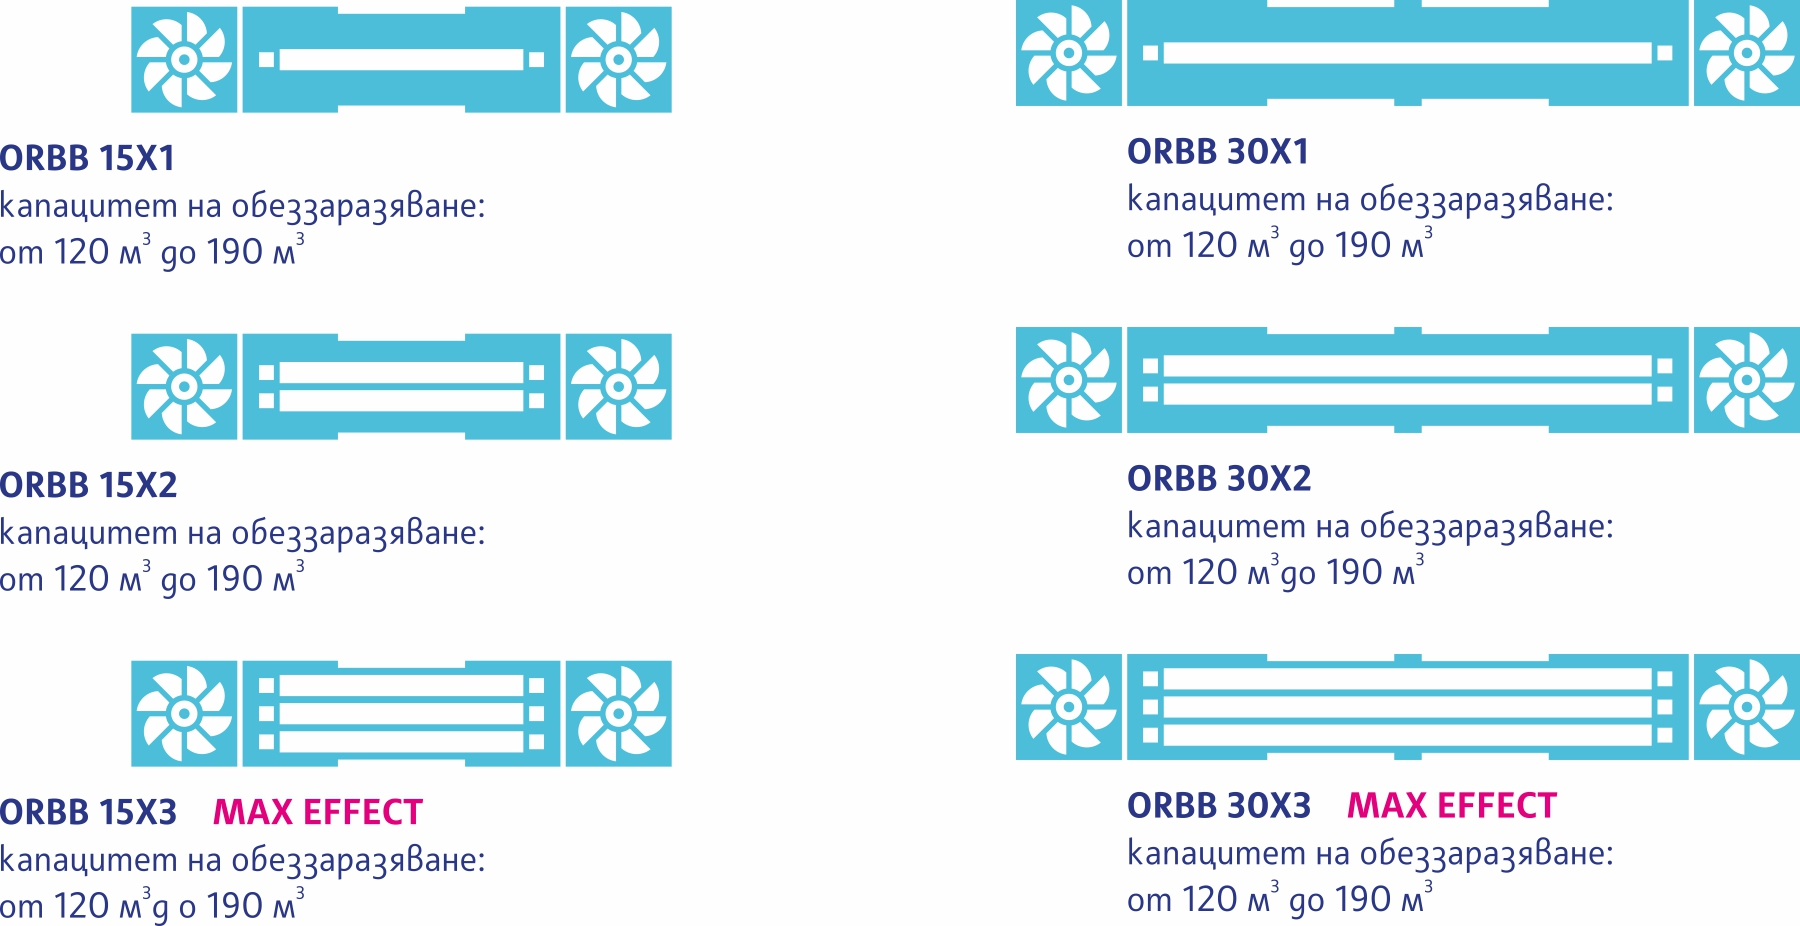 ORBB 15X1
капацитет на обеззаразяване:
от 120 м³ до 190 м³
ORBB 30X1
капацитет на обеззаразяване:
от 120 м³ до 190 м³
ORBB 15X2
капацитет на обеззаразяване:
от 120 м³ до 190 м³
ORBB 30X2
капацитет на обеззаразяване:
от 120 м³до 190 м³
ORBB 15X3 MAX EFFECT
капацитет на обеззаразяване:
от 120 м³д о 190 м³
ORBB 30X3 MAX EFFECT
капацитет на обеззаразяване:
от 120 м³ до 190 м³